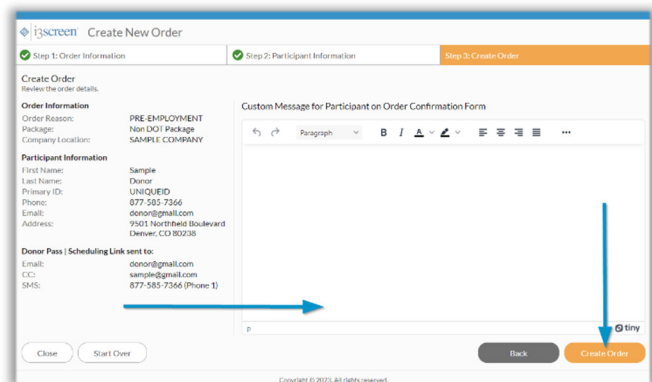 i3screen Create New Order
Step 1: Order Information
Step 2: Participant Information
Step 3: Create Order
Create Order
Review the order details.
Order Information
Order Reason: PRE-EMPLOYMENT
Package: Non DOT Package
Company Location: SAMPLE COMPANY
Participant Information
First Name: Sample
Last Name: Donor
Primary ID: UNIQUEID
Phone: 877-585-7366
Email: donor@gmail.com
Address: 9501 Northfield Boulevard
Denver, CO 80238
Donor Pass | Scheduling Link sent to:
Email: donor@gmail.com
CC: sample@gmail.com
SMS: 877-585-7366 (Phone 1)
Custom Message for Participant on Order Confirmation Form
Paragraph B I A
p tiny
Close Start Over Back Create Order
Copyright © 2023. All rights reserved.